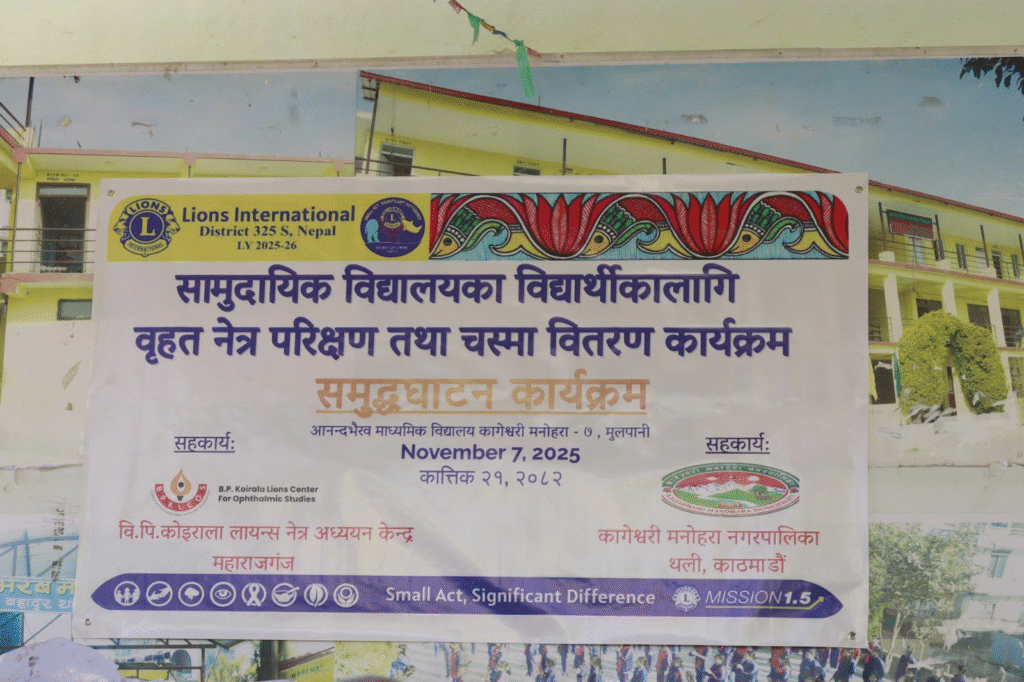 LIONS
L
INTERNATIONAL
Lions International
District 325 S, Nepal
LY 2025-26
सामुदायिक विद्यालयका विद्यार्थीकालागि
वृहत नेत्र परिक्षण तथा चस्मा वितरण कार्यक्रम
समुद्धघाटन कार्यक्रम
आनन्दभैरव माध्यमिक विद्यालय कागेश्वरी मनोहरा - ७ , मुलपानी
November 7, 2025
कात्तिक २१, २०८२
सहकार्य:
B.P. Koirala Lions Center
For Ophthalmic Studies
वि.पि.कोइराला लायन्स नेत्र अध्ययन केन्द्र
महाराजगंज
सहकार्य:
कागेश्वरी मनोहरा नगरपालिका
थली, काठमाडौं
Small Act, Significant Difference
MISSION1.5